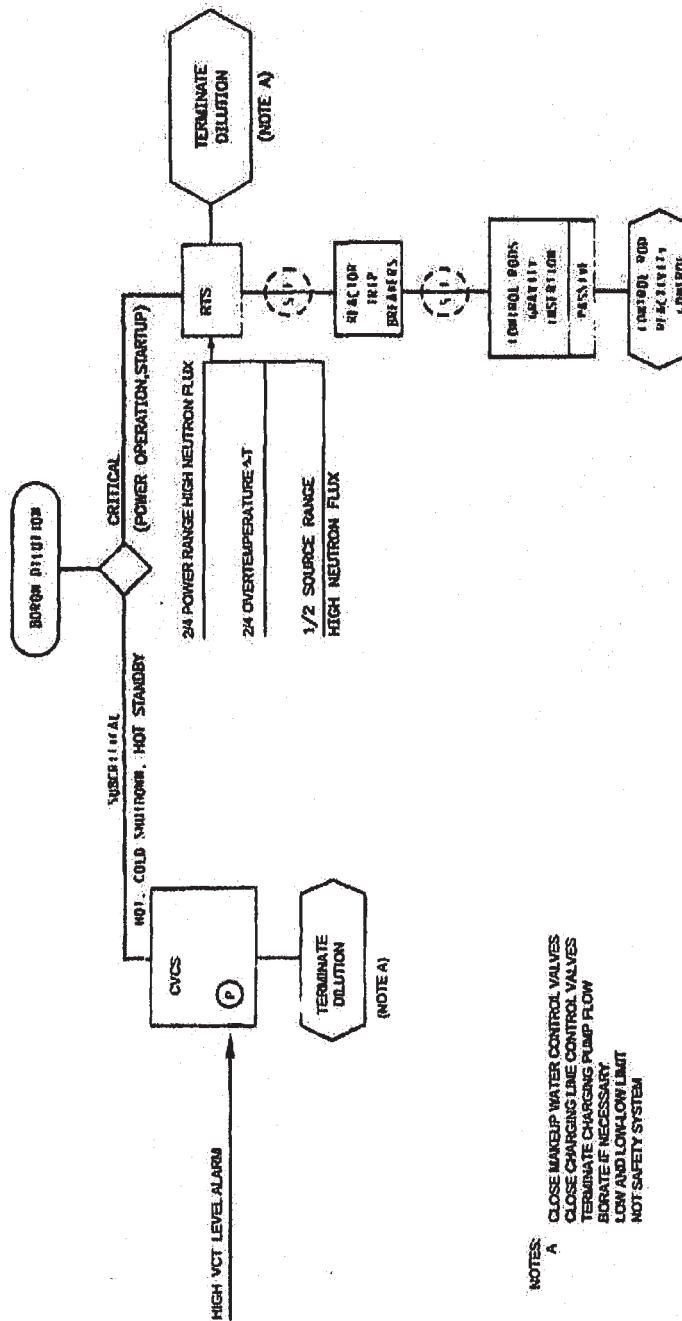 BORON DILUTION
SUBCRITICAL
HOT, COLD SHUTDOWN, HOT STANDBY
CRITICAL
(POWER OPERATION,STARTUP)
HIGH VCT LEVEL ALARM
CVCS
P
TERMINATE
DILUTION
(NOTE A)
2/4 POWER RANGE HIGH NEUTRON FLUX
2/4 OVERTEMPERATURE ΔT
1/2 SOURCE RANGE
HIGH NEUTRON FLUX
RTS
TERMINATE
DILUTION
(NOTE A)
REACTOR
TRIP
BREAKERS
CONTROL RODS
GRAVITY
INSERTION
PASSIVE
CONTROL ROD
REACTIVITY
CONTROL
NOTES:
A CLOSE MAKEUP WATER CONTROL VALVES
CLOSE CHARGING LINE CONTROL VALVES
TERMINATE CHARGING PUMP FLOW
BORATE IF NECESSARY.
LOW AND LOW-LOW LIMIT
NOT SAFETY SYSTEM